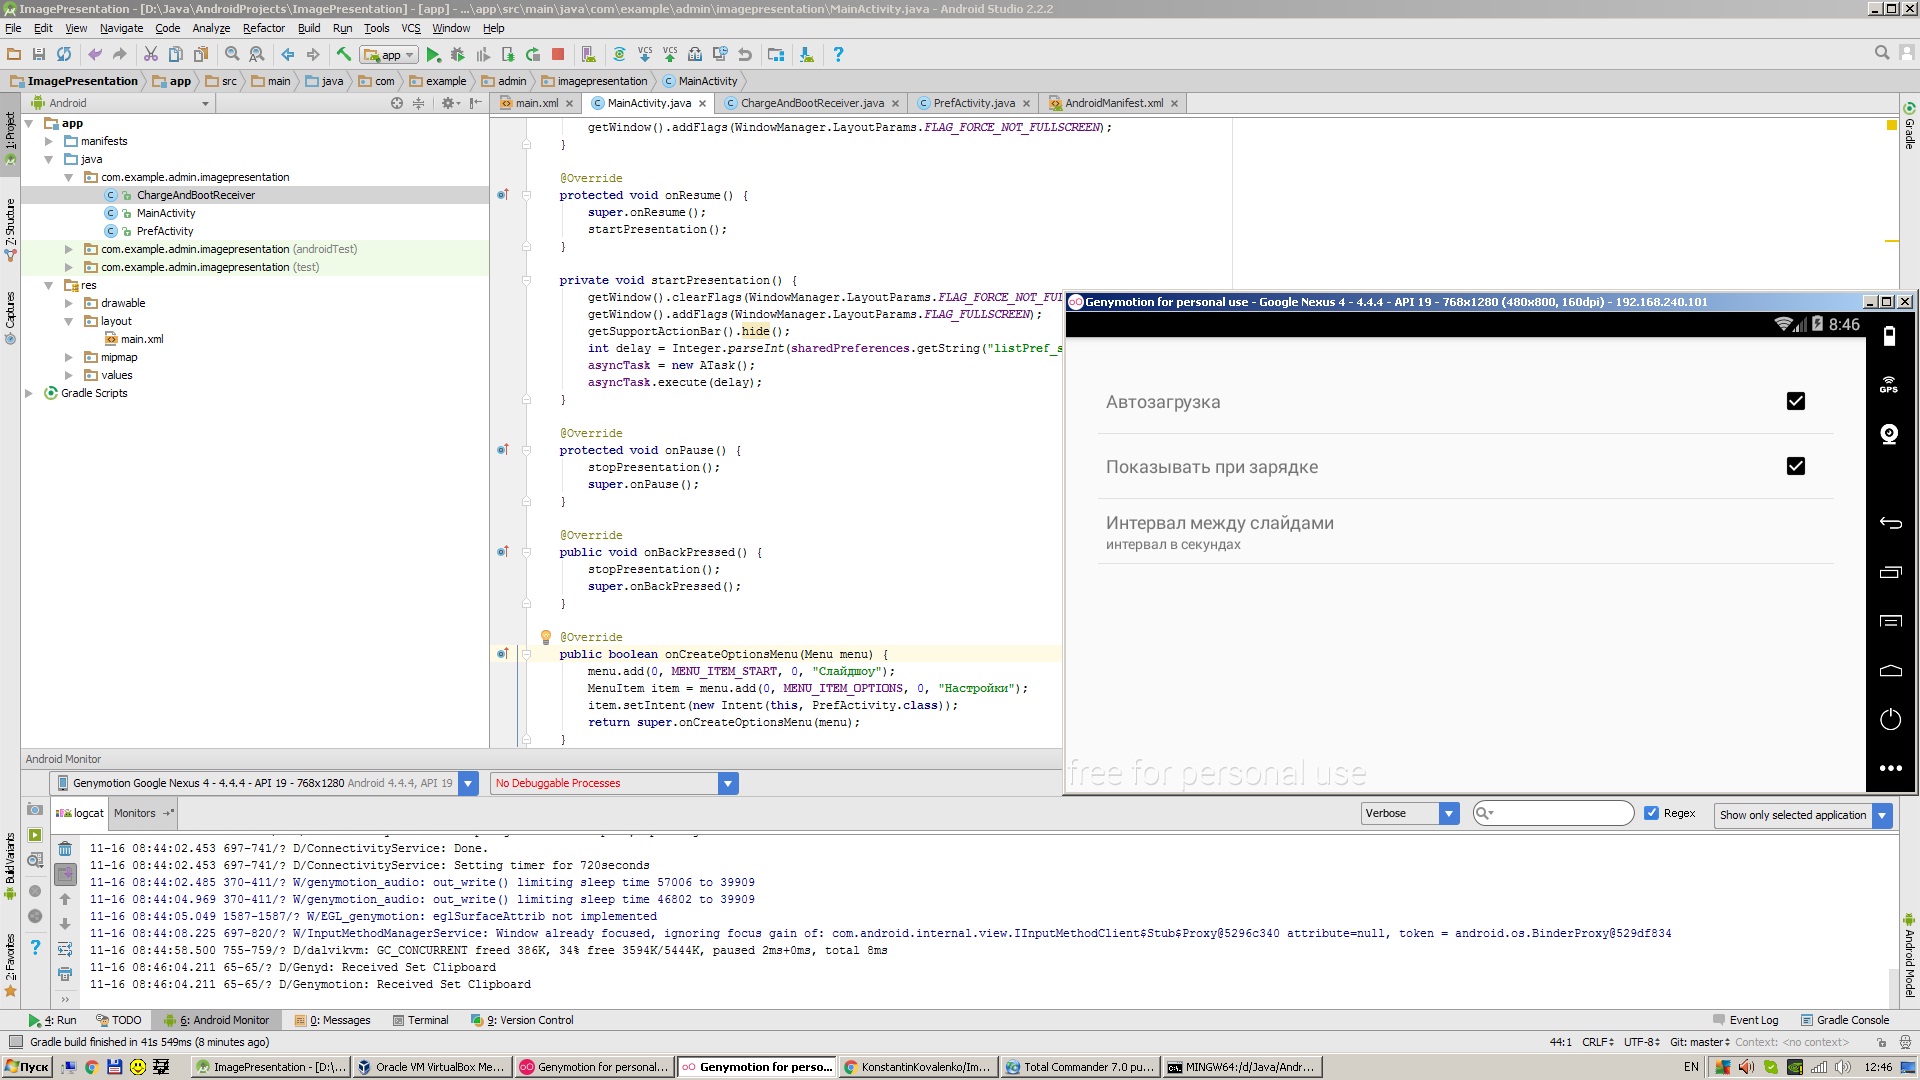 ImagePresentation - [D:\Java\AndroidProjects\ImagePresentation] - [app] - ...\app\src\main\java\com\example\admin\imagepresentation\MainActivity.java - Android Studio 2.2.2
File Edit View Navigate Code Analyze Refactor Build Run Tools VCS Window Help
app
ImagePresentation app src main java com example admin imagepresentation MainActivity
Android
main.xml MainActivity.java ChargeAndBootReceiver.java PrefActivity.java AndroidManifest.xml
1: Project
Z: Structure
Captures
Build Variants
2: Favorites
Gradle
Android Model
app
manifests
java
com.example.admin.imagepresentation
ChargeAndBootReceiver
MainActivity
PrefActivity
com.example.admin.imagepresentation (androidTest)
com.example.admin.imagepresentation (test)
res
drawable
layout
main.xml
mipmap
values
Gradle Scripts
getWindow().addFlags(WindowManager.LayoutParams.FLAG_FORCE_NOT_FULLSCREEN);
}
@Override
protected void onResume() {
super.onResume();
startPresentation();
}
private void startPresentation() {
getWindow().clearFlags(WindowManager.LayoutParams.FLAG_FORCE_NOT_FUL
getWindow().addFlags(WindowManager.LayoutParams.FLAG_FULLSCREEN);
getSupportActionBar().hide();
int delay = Integer.parseInt(sharedPreferences.getString("listPref_s
asyncTask = new ATask();
asyncTask.execute(delay);
}
@Override
protected void onPause() {
stopPresentation();
super.onPause();
}
@Override
public void onBackPressed() {
stopPresentation();
super.onBackPressed();
}
@Override
public boolean onCreateOptionsMenu(Menu menu) {
menu.add(0, MENU_ITEM_START, 0, "Слайдшоу");
MenuItem item = menu.add(0, MENU_ITEM_OPTIONS, 0, "Настройки");
item.setIntent(new Intent(this, PrefActivity.class));
return super.onCreateOptionsMenu(menu);
}
Genymotion for personal use - Google Nexus 4 - 4.4.4 - API 19 - 768x1280 (480x800, 160dpi) - 192.168.240.101
8:46
GPS
Автозагрузка
Показывать при зарядке
Интервал между слайдами
интервал в секундах
free for personal use
Android Monitor
Genymotion Google Nexus 4 - 4.4.4 - API 19 - 768x1280 Android 4.4.4, API 19 No Debuggable Processes
logcat Monitors Verbose Regex Show only selected application
11-16 08:44:02.453 697-741/? D/ConnectivityService: Done.
11-16 08:44:02.453 697-741/? D/ConnectivityService: Setting timer for 720seconds
11-16 08:44:02.485 370-411/? W/genymotion_audio: out_write() limiting sleep time 57006 to 39909
11-16 08:44:04.969 370-411/? W/genymotion_audio: out_write() limiting sleep time 46802 to 39909
11-16 08:44:05.049 1587-1587/? W/EGL_genymotion: eglSurfaceAttrib not implemented
11-16 08:44:08.225 697-820/? W/InputMethodManagerService: Window already focused, ignoring focus gain of: com.android.internal.view.IInputMethodClient$Stub$Proxy@5296c340 attribute=null, token = android.os.BinderProxy@529df834
11-16 08:44:58.500 755-759/? D/dalvikvm: GC_CONCURRENT freed 386K, 34% free 3594K/5444K, paused 2ms+0ms, total 8ms
11-16 08:46:04.211 65-65/? D/Genyd: Received Set Clipboard
11-16 08:46:04.211 65-65/? D/Genymotion: Received Set Clipboard
4: Run TODO 6: Android Monitor 0: Messages Terminal 9: Version Control Event Log Gradle Console
Gradle build finished in 41s 549ms (8 minutes ago) 44:1 CRLF UTF-8 Git: master Context: <no context>
Пуск ImagePresentation - [D:\... Oracle VM VirtualBox Me... Genymotion for personal... Genymotion for perso... KonstantinKovalenko/Im... Total Commander 7.0 pu... MINGW64:/d/Java/Andr... EN 12:46